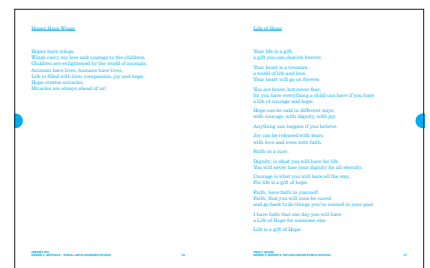 Hopes Have Wings
Hopes have wings,
Wings carry my love and courage to the children.
Children are enlightened by the world of animals,
Animals have lives, humans have lives,
Life is filled with love, compassion, joy and hope.
Hope creates miracles,
Miracles are always ahead of us!
Life of Hope
Your life is a gift,
a gift you can cherish forever.
Your heart is a treasure,
a world of life and love.
Your heart will go on forever.
You are brave, but never fear,
for you have everything a child can have if you have
a life of courage and hope.
Hope can be said in different ways,
with courage, with dignity, with joy.
Anything can happen if you believe.
Joy can be released with tears,
with love and even with faith.
Faith is a cure.
Dignity, is what you will have for life.
You will never lose your dignity for all eternity.
Courage is what you will have all the way.
For life is a gift of hope.
Faith, have faith in yourself
Faith, that you will soon be cured
and go back to do things you've missed in your past.
I have faith that one day you will have
a Life of Hope for someone else.
Life is a gift of Hope.